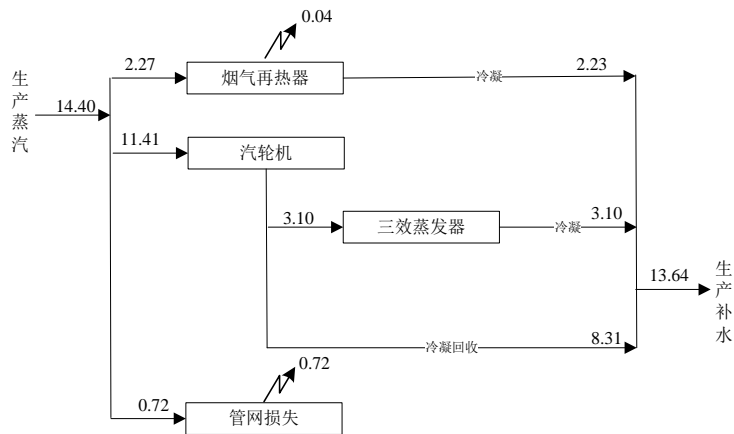 0.04
2.27
烟气再热器
冷凝
2.23
生产蒸汽
14.40
11.41
汽轮机
3.10
三效蒸发器
冷凝
3.10
13.64
生产补水
冷凝回收
8.31
0.72
0.72
管网损失